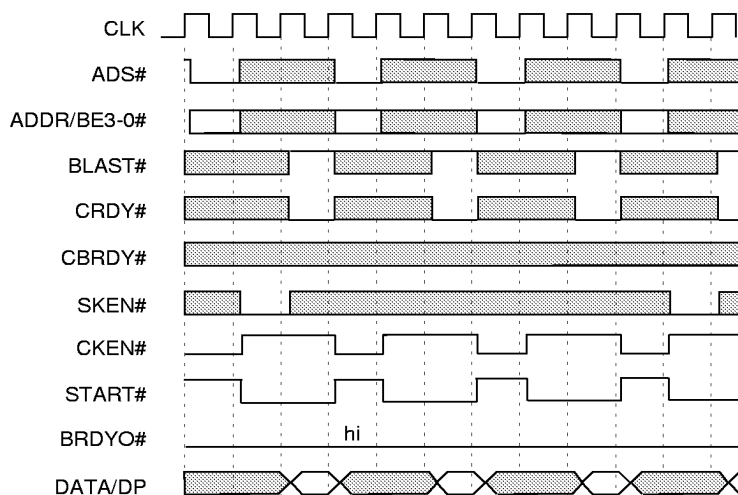 CLK
ADS#
ADDR/BE3-0#
BLAST#
CRDY#
CBRDY#
SKEN#
CKEN#
START#
BRDYO#
hi
DATA/DP